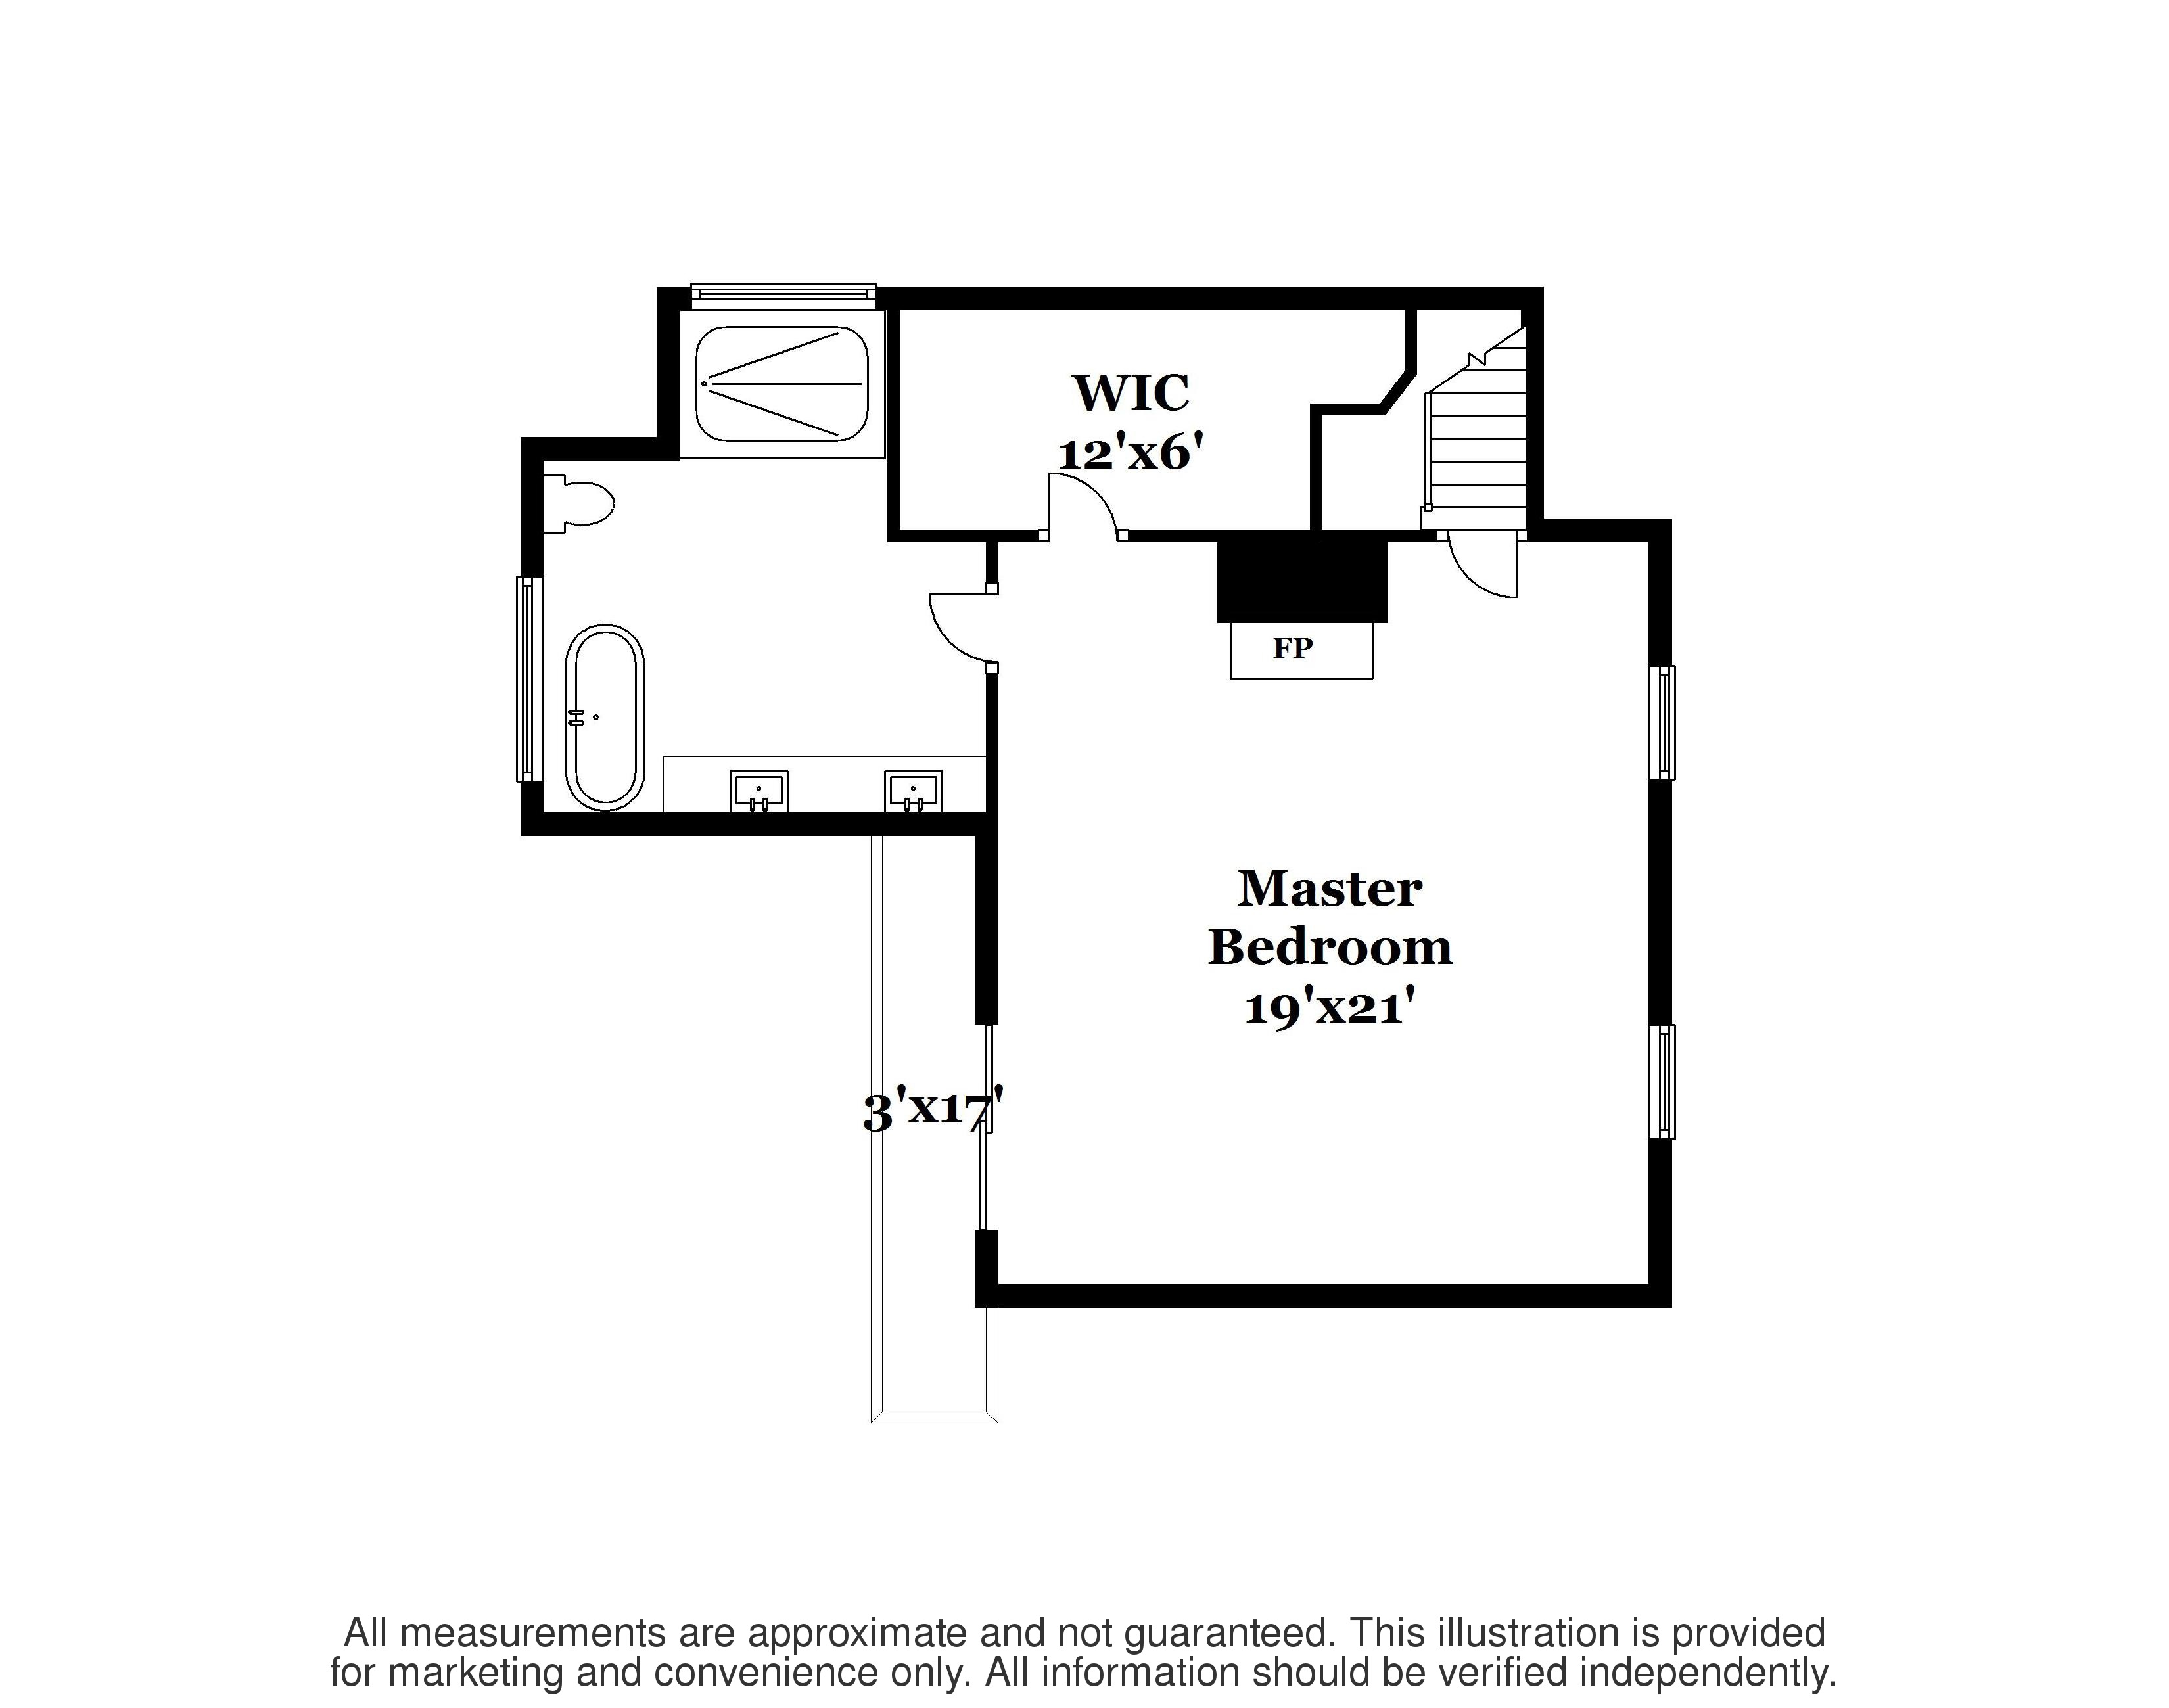 WIC
12'x6'
FP
Master
Bedroom
19'x21'
3'x17'
All measurements are approximate and not guaranteed. This illustration is provided
for marketing and convenience only. All information should be verified independently.